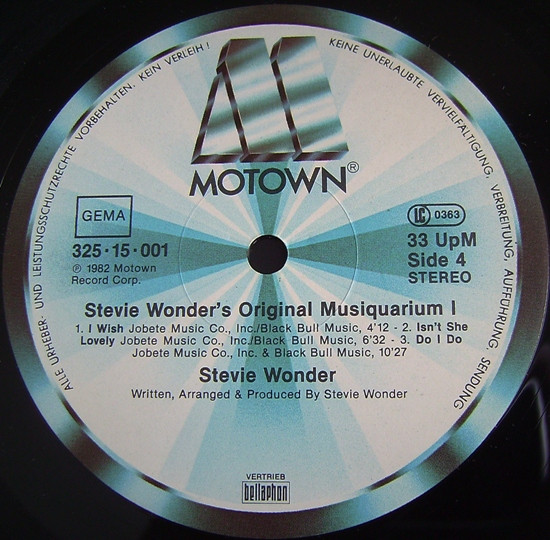 ALLE URHEBER- UND LEISTUNGSSCHUTZRECHTE VORBEHALTEN. KEIN VERLEIH! KEINE UNERLAUBTE VERVIELFÄLTIGUNG, VERBREITUNG, AUFFÜHRUNG, SENDUNG
MOTOWN®
GEMA
LC 0363
325·15·001
33 UpM
Side 4
℗ 1982 Motown
Record Corp.
STEREO
Stevie Wonder's Original Musiquarium I
1. I Wish Jobete Music Co., Inc./Black Bull Music, 4'12 - 2. Isn't She
Lovely Jobete Music Co., Inc./Black Bull Music, 6'32 - 3. Do I Do
Jobete Music Co., Inc. & Black Bull Music, 10'27
Stevie Wonder
Written, Arranged & Produced By Stevie Wonder
VERTRIEB
bellaphon